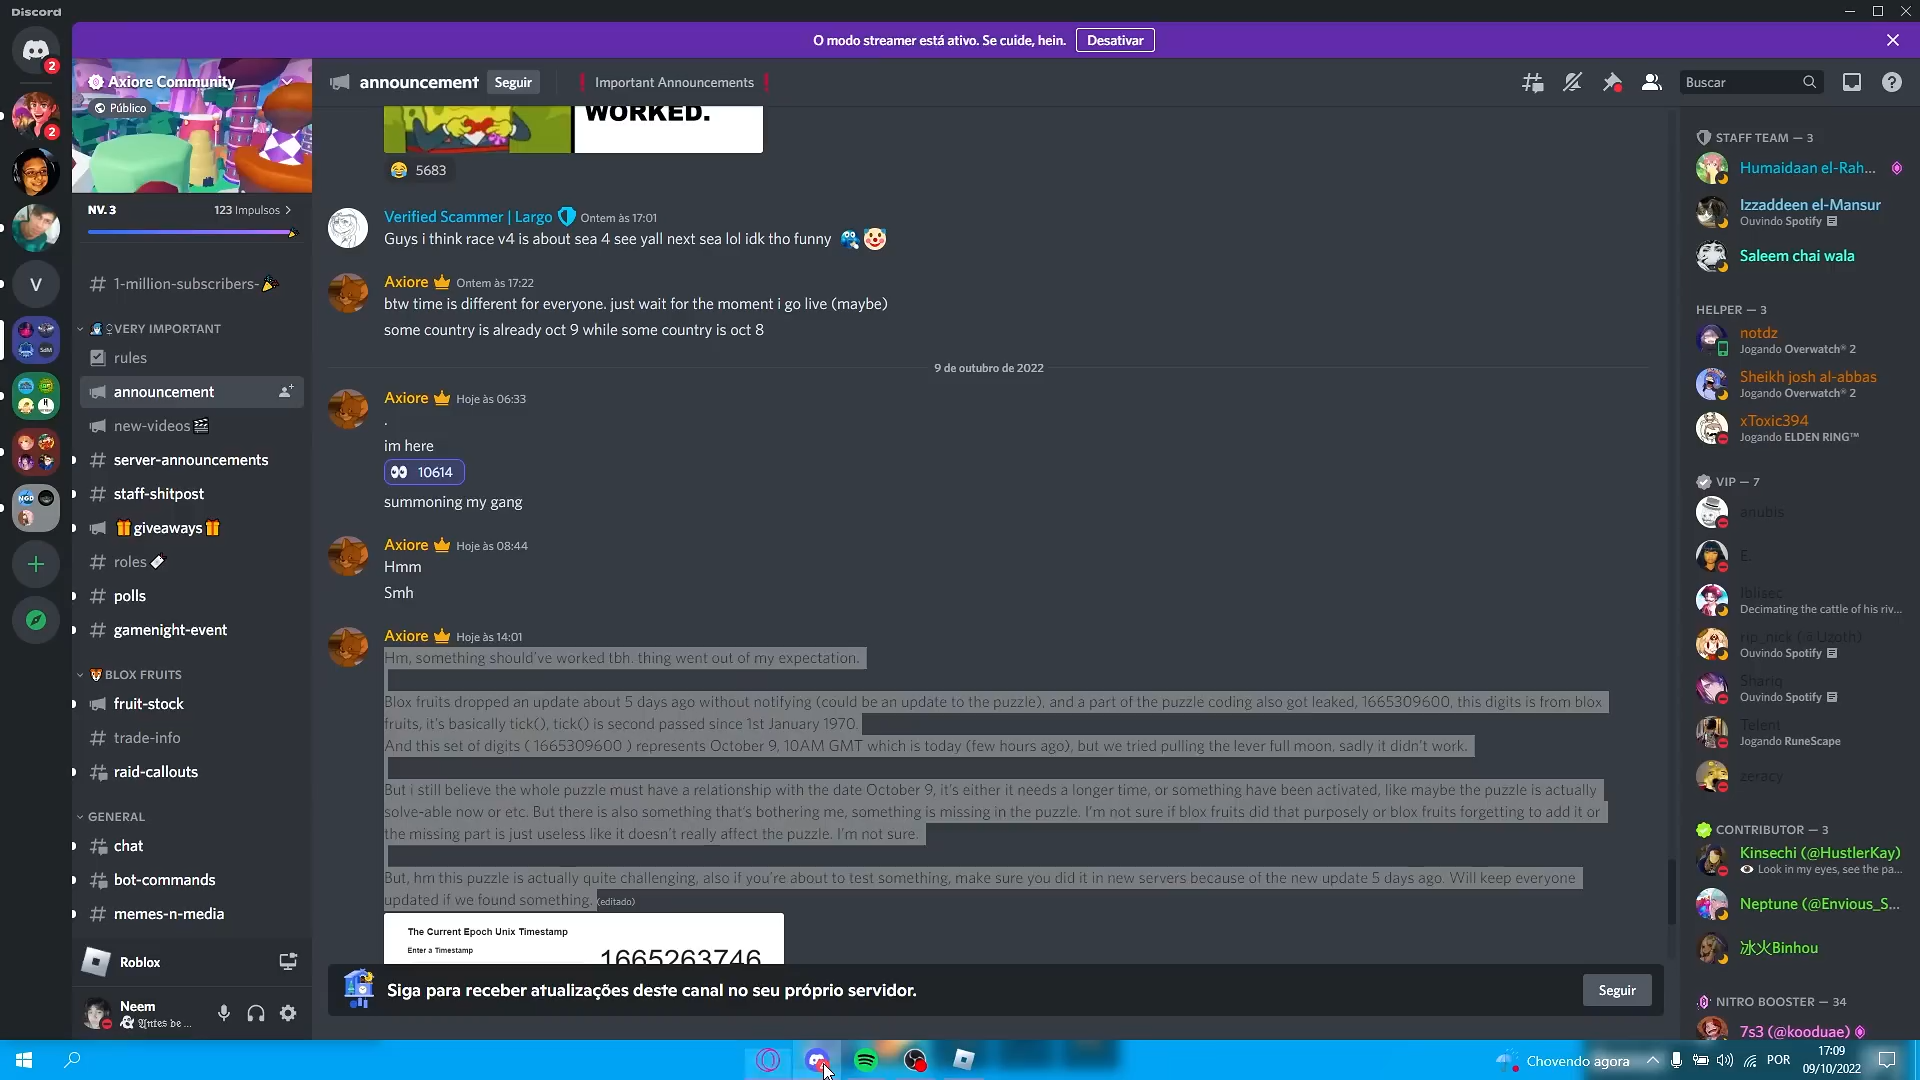 Discord
O modo streamer está ativo. Se cuide, hein.
Desativar
2
2
V
Axiore Community
Público
NV. 3
123 Impulsos
1-million-subscribers-
VERY IMPORTANT
rules
announcement
new-videos
server-announcements
staff-shitpost
giveaways
roles
polls
gamenight-event
BLOX FRUITS
fruit-stock
trade-info
raid-callouts
GENERAL
chat
bot-commands
memes-n-media
Roblox
Neem
announcement
Seguir
Important Announcements
Buscar
WORKED.
5683
Verified Scammer | Largo Ontem às 17:01
Guys i think race v4 is about sea 4 see yall next sea lol idk tho funny
Axiore Ontem às 17:22
btw time is different for everyone. just wait for the moment i go live (maybe)
some country is already oct 9 while some country is oct 8
9 de outubro de 2022
Axiore Hoje às 06:33
.
im here
10614
summoning my gang
Axiore Hoje às 08:44
Hmm
Smh
Axiore Hoje às 14:01
Hm, something should've worked tbh. thing went out of my expectation.
Blox fruits dropped an update about 5 days ago without notifying (could be an update to the puzzle), and a part of the puzzle coding also got leaked, 1665309600, this digits is from blox
fruits, it's basically tick(), tick() is second passed since 1st January 1970.
And this set of digits ( 1665309600 ) represents October 9, 10AM GMT which is today (few hours ago), but we tried pulling the lever full moon, sadly it didn't work.
But i still believe the whole puzzle must have a relationship with the date October 9, it's either it needs a longer time, or something have been activated, like maybe the puzzle is actually
solve-able now or etc. But there is also something that's bothering me, something is missing in the puzzle. I'm not sure if blox fruits did that purposely or blox fruits forgetting to add it or
the missing part is just useless like it doesn't really affect the puzzle. I'm not sure.
But, hm this puzzle is actually quite challenging, also if you're about to test something, make sure you did it in new servers because of the new update 5 days ago. Will keep everyone
updated if we found something. (editado)
The Current Epoch Unix Timestamp
Enter a Timestamp
1665263746
Siga para receber atualizações deste canal no seu próprio servidor.
Seguir
STAFF TEAM — 3
Humaidaan el-Rah...
Izzaddeen el-Mansur
Ouvindo Spotify
Saleem chai wala
HELPER — 3
notdz
Jogando Overwatch® 2
Sheikh josh al-abbas
Jogando Overwatch® 2
xToxic394
Jogando ELDEN RING™
VIP — 7
anubis
E.
Ibiisec
Decimating the cattle of his riv...
Ouvindo Spotify
Shariq
Ouvindo Spotify
Telent
Jogando RuneScape
zeracy
CONTRIBUTOR — 3
Kinsechi (@HustlerKay)
Look in my eyes, see the pa...
Neptune (@Envious_S...
冰火Binhou
NITRO BOOSTER — 34
7s3 (@kooduae)
Chovendo agora
POR
17:09
09/10/2022